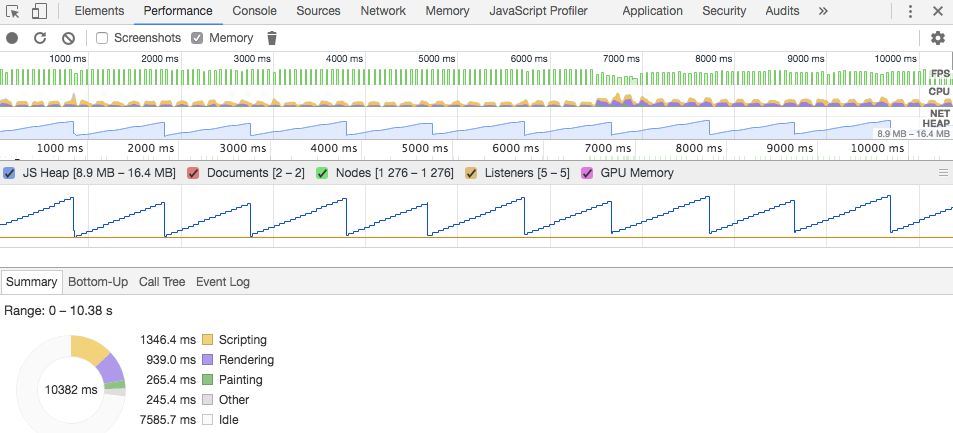 Elements Performance Console Sources Network Memory JavaScript Profiler Application Security Audits »
Screenshots Memory
1000 ms 2000 ms 3000 ms 4000 ms 5000 ms 6000 ms 7000 ms 8000 ms 9000 ms 10000 ms
FPS
CPU
NET
HEAP
8.9 MB – 16.4 MB
1000 ms 2000 ms 3000 ms 4000 ms 5000 ms 6000 ms 7000 ms 8000 ms 9000 ms 10000 ms
JS Heap [8.9 MB – 16.4 MB] Documents [2 – 2] Nodes [1 276 – 1 276] Listeners [5 – 5] GPU Memory
Summary Bottom-Up Call Tree Event Log
Range: 0 – 10.38 s
1346.4 ms Scripting
939.0 ms Rendering
265.4 ms Painting
10382 ms
245.4 ms Other
7585.7 ms Idle